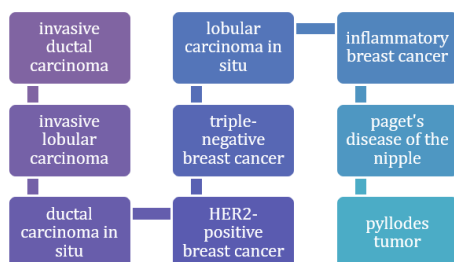 invasive
ductal
carcinoma
invasive
lobular
carcinoma
ductal
carcinoma in
situ
HER2-
positive
breast cancer
triple-
negative
breast cancer
lobular
carcinoma in
situ
inflammatory
breast cancer
paget's
disease of the
nipple
pyllodes
tumor